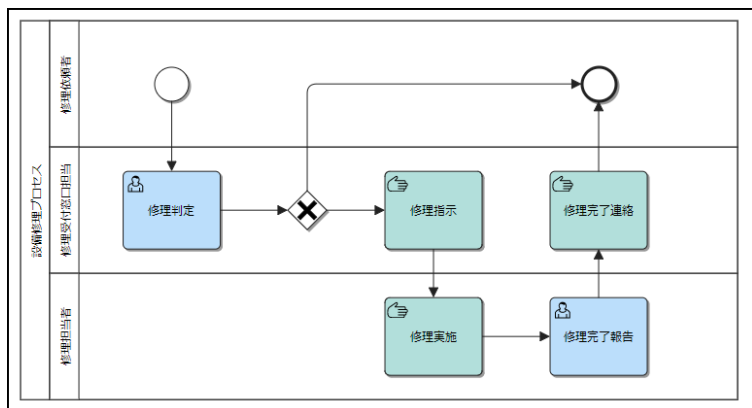 設備修理プロセス
修理依頼者
修理受付窓口担当
修理判定
修理指示
修理完了連絡
修理担当者
修理実施
修理完了報告